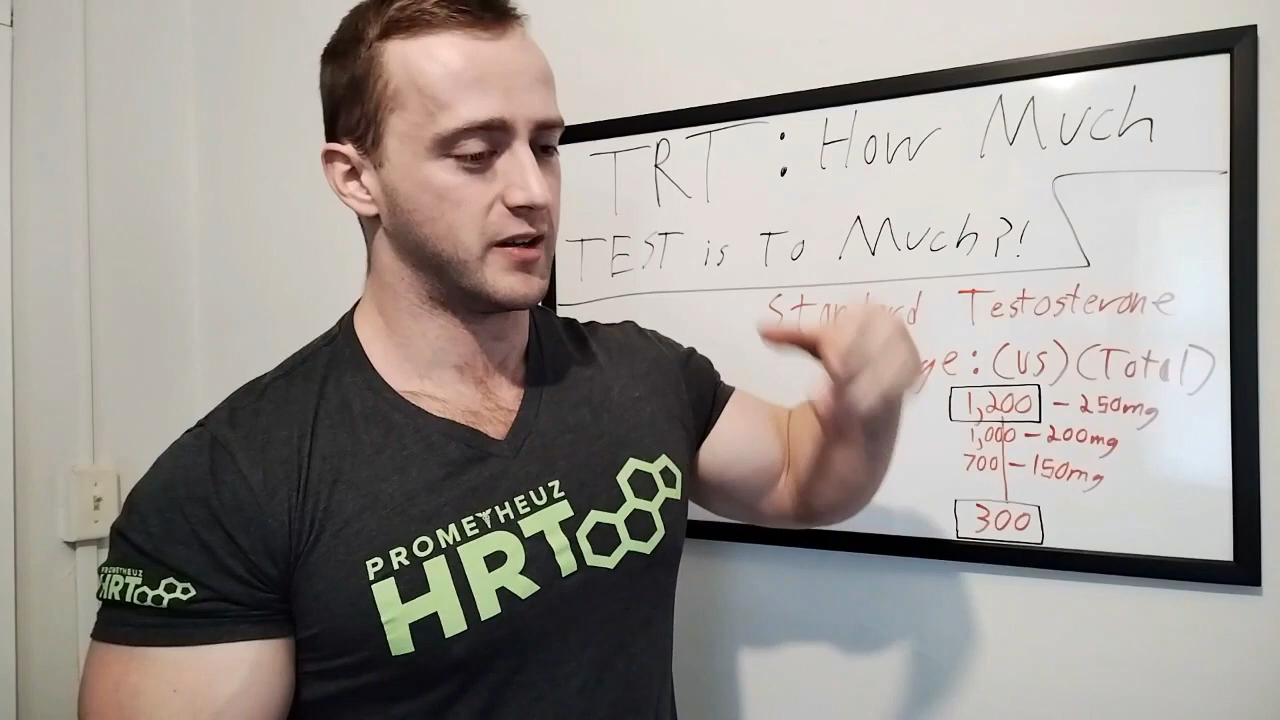 TRT : How Much
TEST is To Much?!
Standard Testosterone
(US) (Total)
1,200 - 250mg
1,000 - 200mg
700 - 150mg
300
PROMETHEUZ
HRT
PROMETHEUZ
HRT